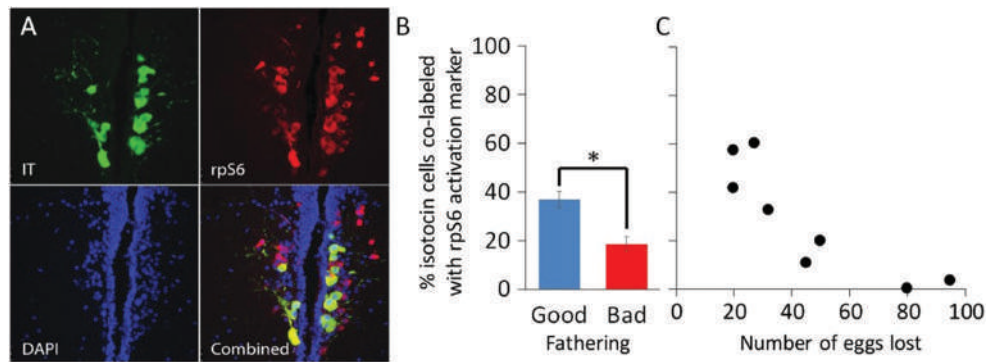 A
IT
rpS6
DAPI
Combined
B
% isotocin cells co-labeled
with rpS6 activation marker
100
80
60
40
20
0
*
Good Bad
Fathering
C
0 20 40 60 80 100
Number of eggs lost